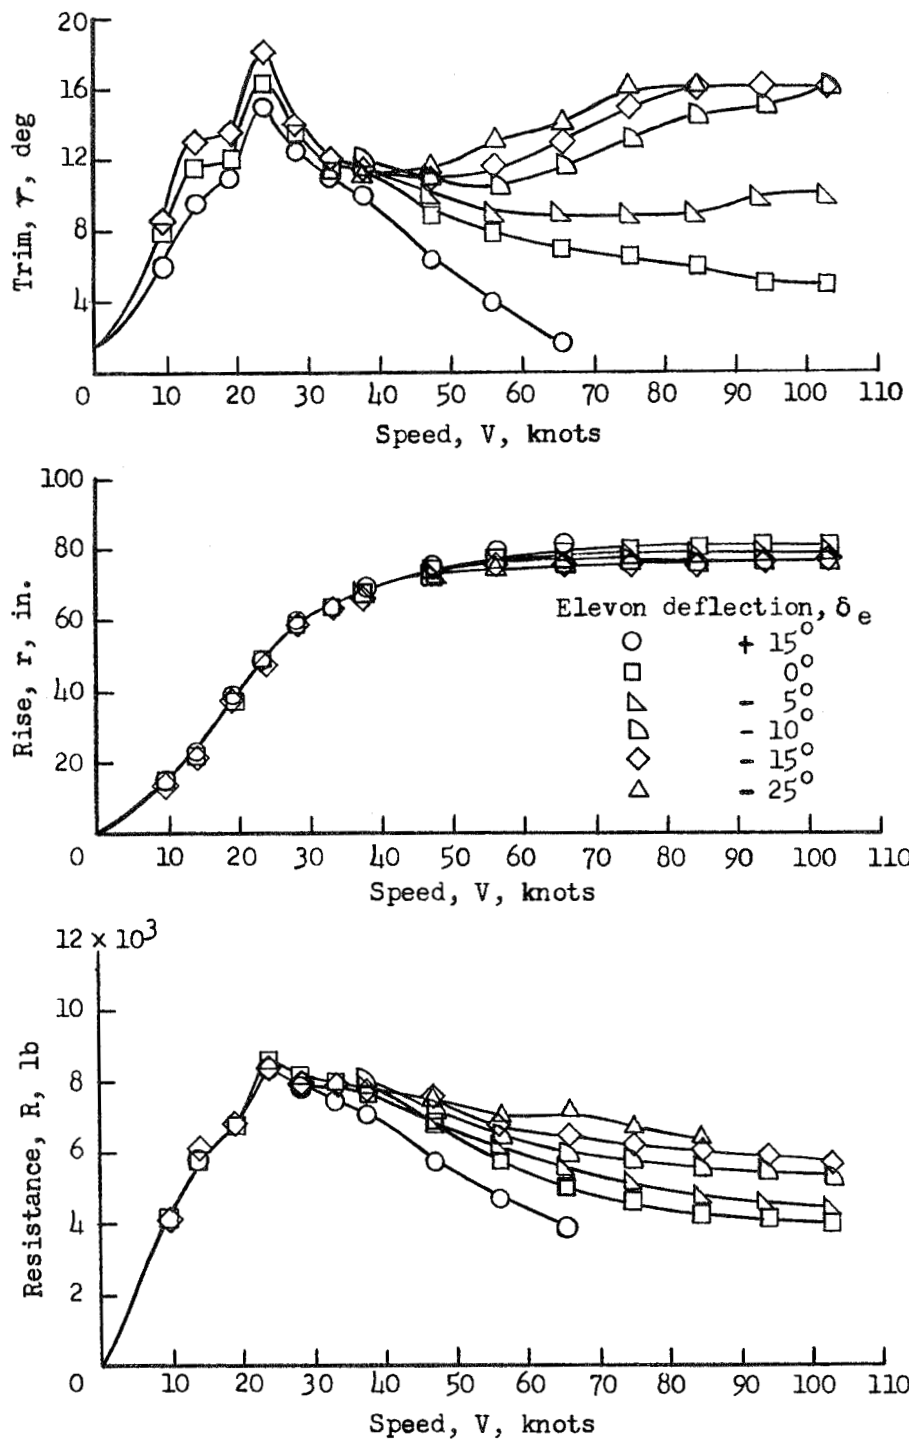 20
16
12
8
4
Trim, τ, deg
0 10 20 30 40 50 60 70 80 90 100 110
Speed, V, knots
100
80
60
40
20
Rise, r, in.
Elevon deflection, δe
+ 15°
0°
- 5°
- 10°
- 15°
- 25°
0 10 20 30 40 50 60 70 80 90 100 110
Speed, V, knots
12 × 10³
10
8
6
4
2
Resistance, R, lb
0 10 20 30 40 50 60 70 80 90 100 110
Speed, V, knots